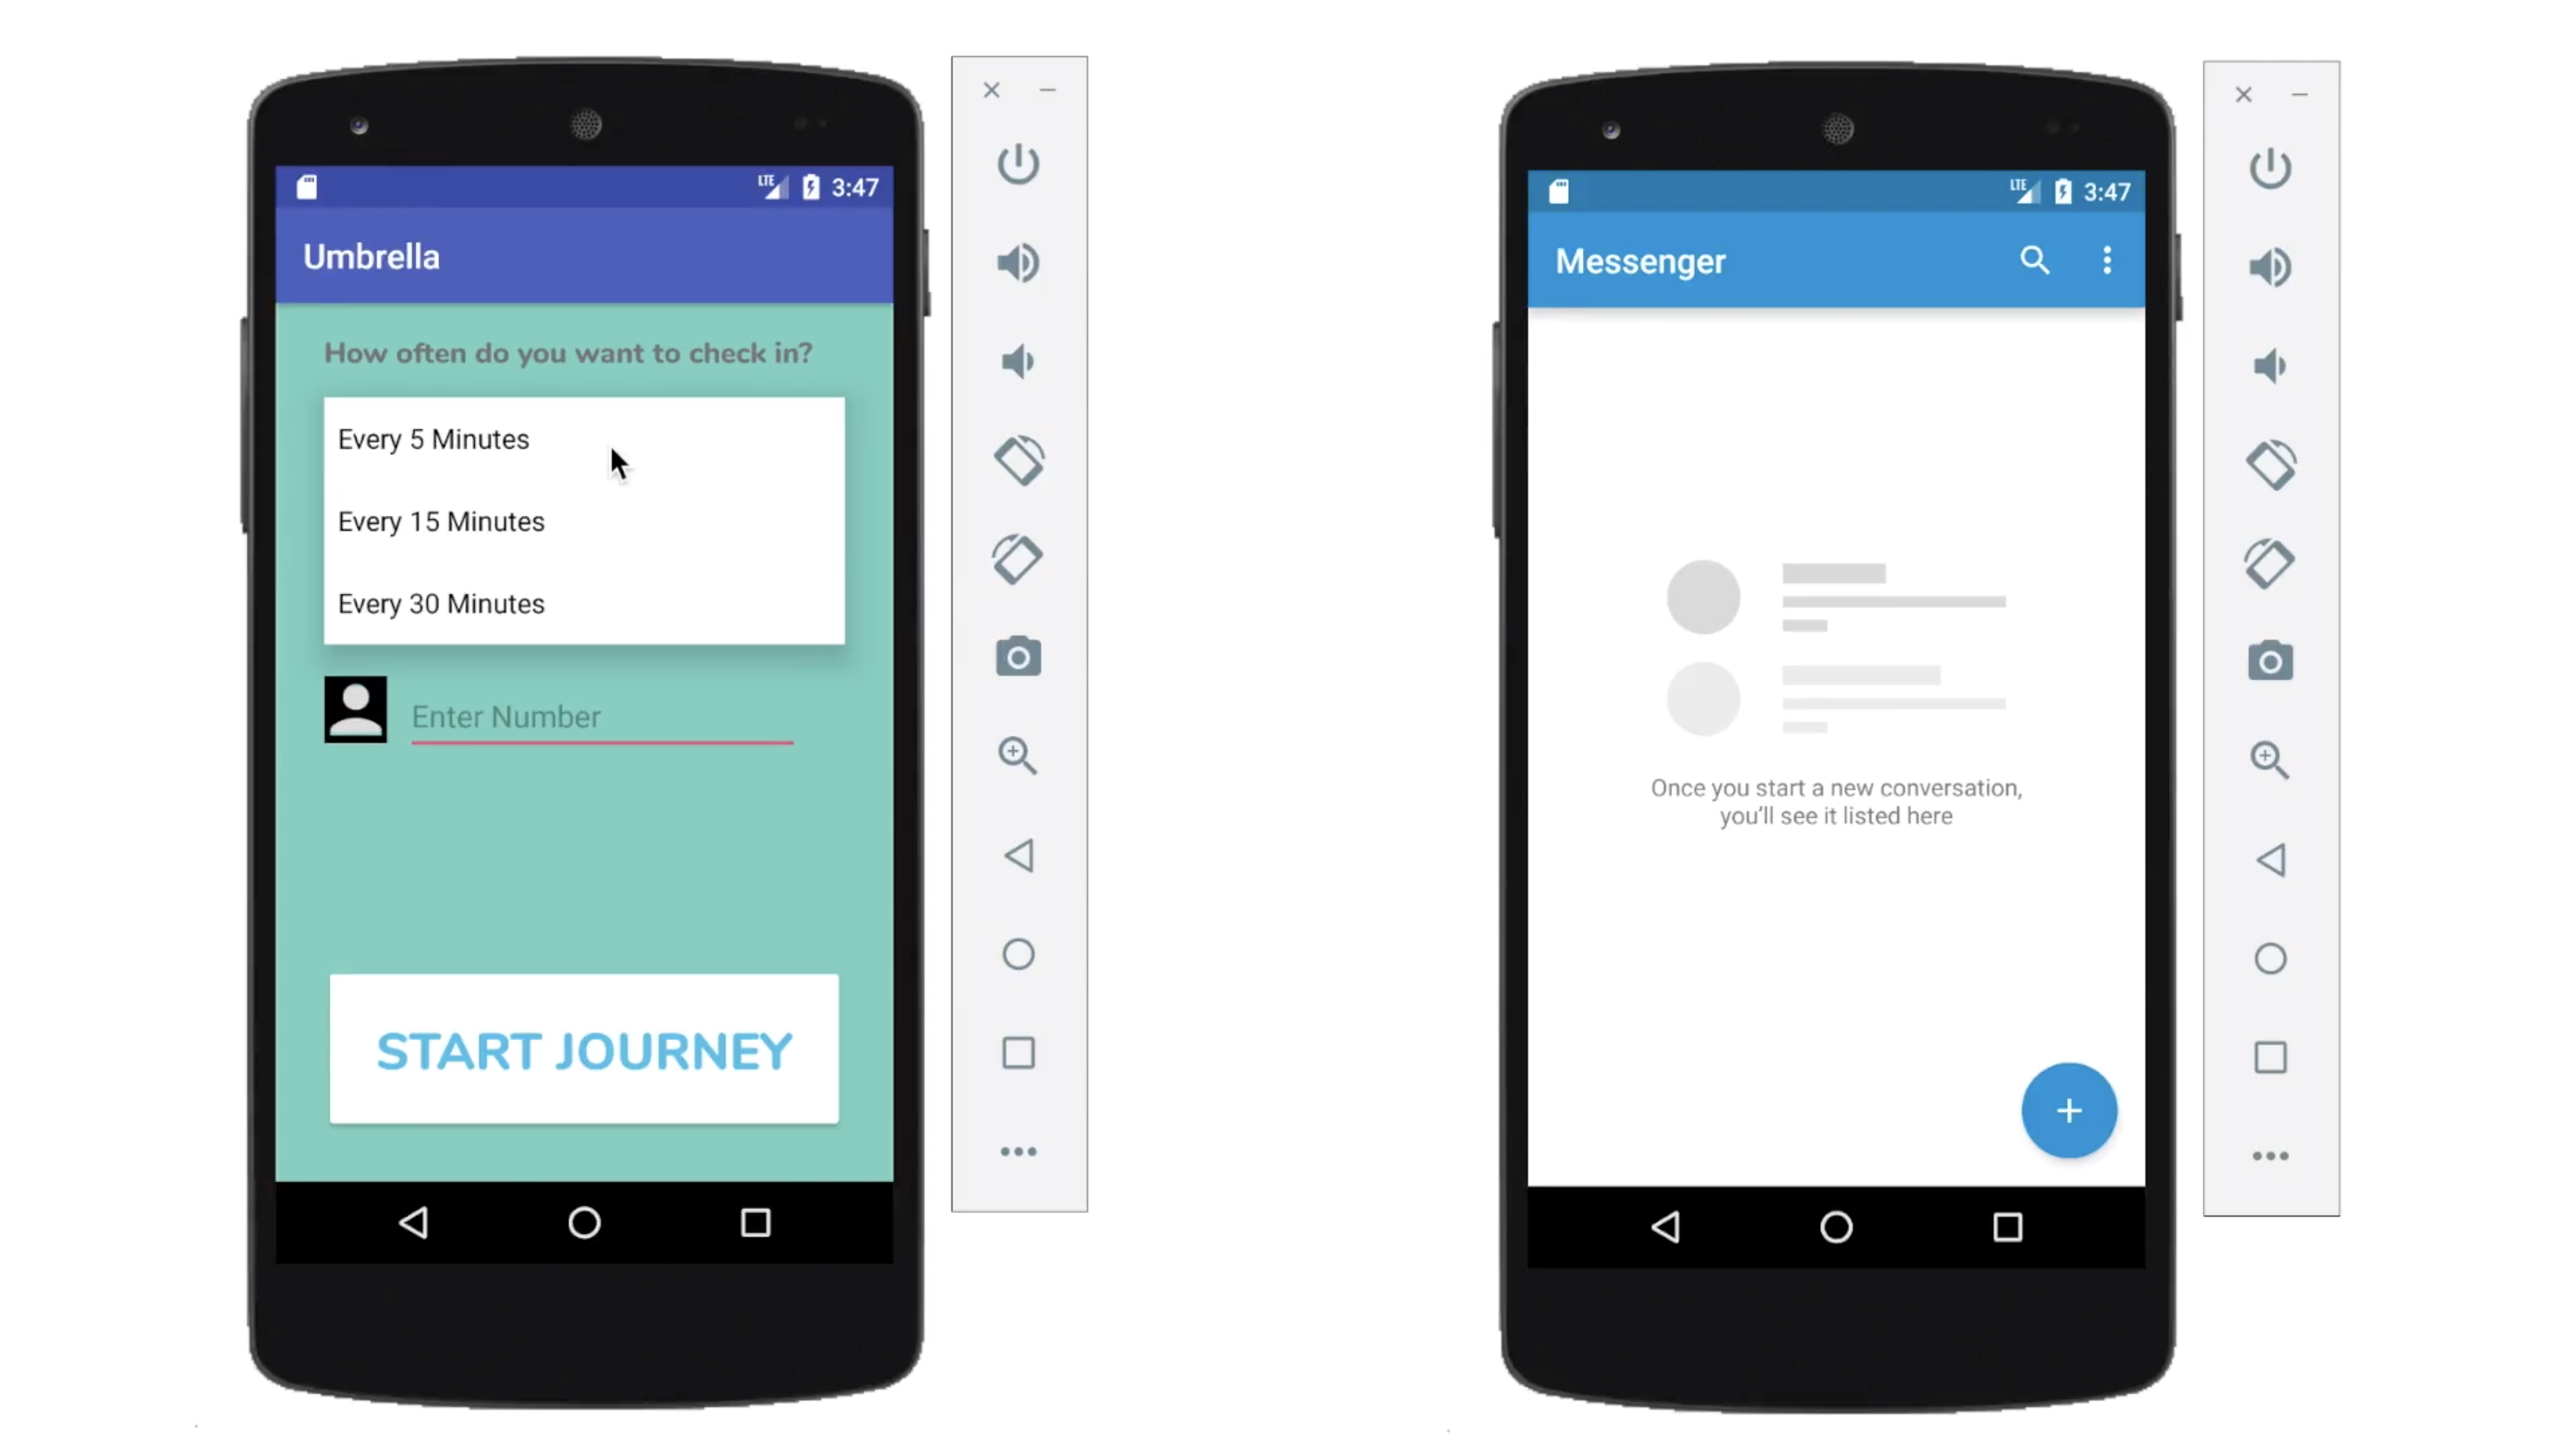 LTE 3:47
Umbrella
How often do you want to check in?
Every 5 Minutes
Every 15 Minutes
Every 30 Minutes
Enter Number
START JOURNEY
LTE 3:47
Messenger
Once you start a new conversation,
you'll see it listed here